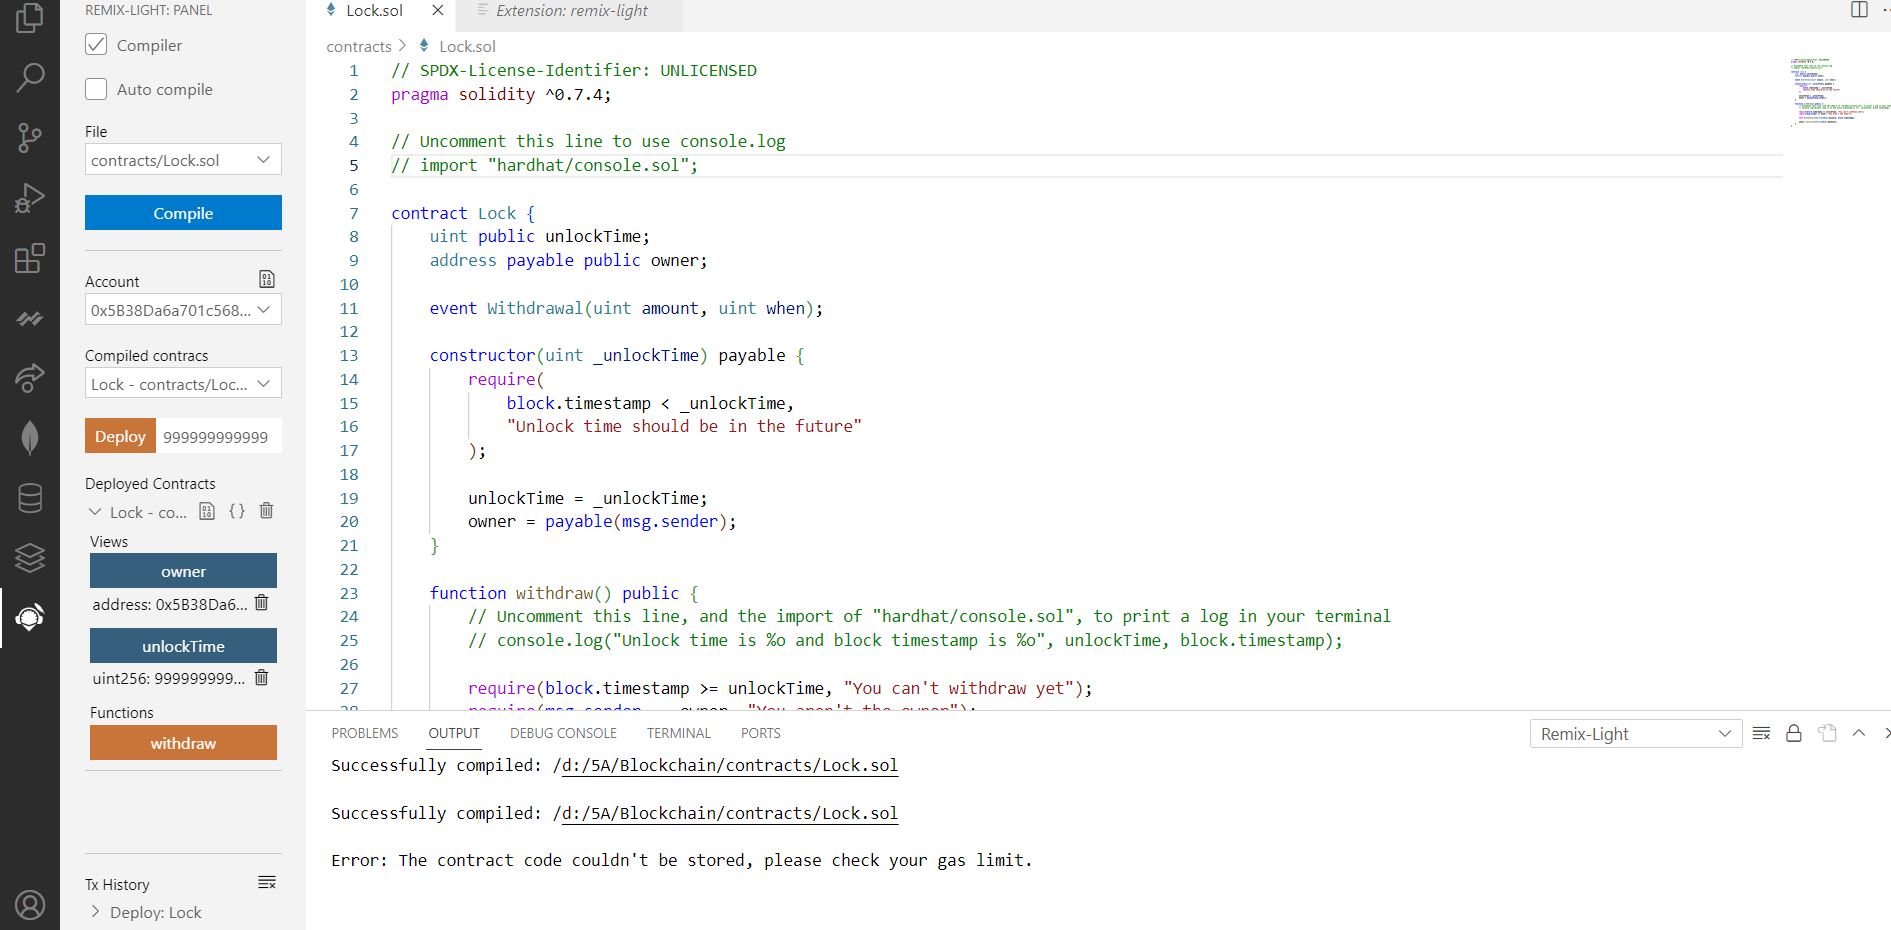 REMIX-LIGHT: PANEL
Compiler
Auto compile
File
contracts/Lock.sol
Compile
Account
0x5B38Da6a701c568...
Compiled contracs
Lock - contracts/Loc...
Deploy 999999999999
Deployed Contracts
Lock - co...
Views
owner
address: 0x5B38Da6...
unlockTime
uint256: 999999999...
Functions
withdraw
Tx History
Deploy: Lock
Lock.sol
Extension: remix-light
contracts > Lock.sol
1 // SPDX-License-Identifier: UNLICENSED
2 pragma solidity ^0.7.4;
3
4 // Uncomment this line to use console.log
5 // import "hardhat/console.sol";
6
7 contract Lock {
8 uint public unlockTime;
9 address payable public owner;
10
11 event Withdrawal(uint amount, uint when);
12
13 constructor(uint _unlockTime) payable {
14 require(
15 block.timestamp < _unlockTime,
16 "Unlock time should be in the future"
17 );
18
19 unlockTime = _unlockTime;
20 owner = payable(msg.sender);
21 }
22
23 function withdraw() public {
24 // Uncomment this line, and the import of "hardhat/console.sol", to print a log in your terminal
25 // console.log("Unlock time is %o and block timestamp is %o", unlockTime, block.timestamp);
26
27 require(block.timestamp >= unlockTime, "You can't withdraw yet");
PROBLEMS OUTPUT DEBUG CONSOLE TERMINAL PORTS
Remix-Light
Successfully compiled: /d:/5A/Blockchain/contracts/Lock.sol
Successfully compiled: /d:/5A/Blockchain/contracts/Lock.sol
Error: The contract code couldn't be stored, please check your gas limit.